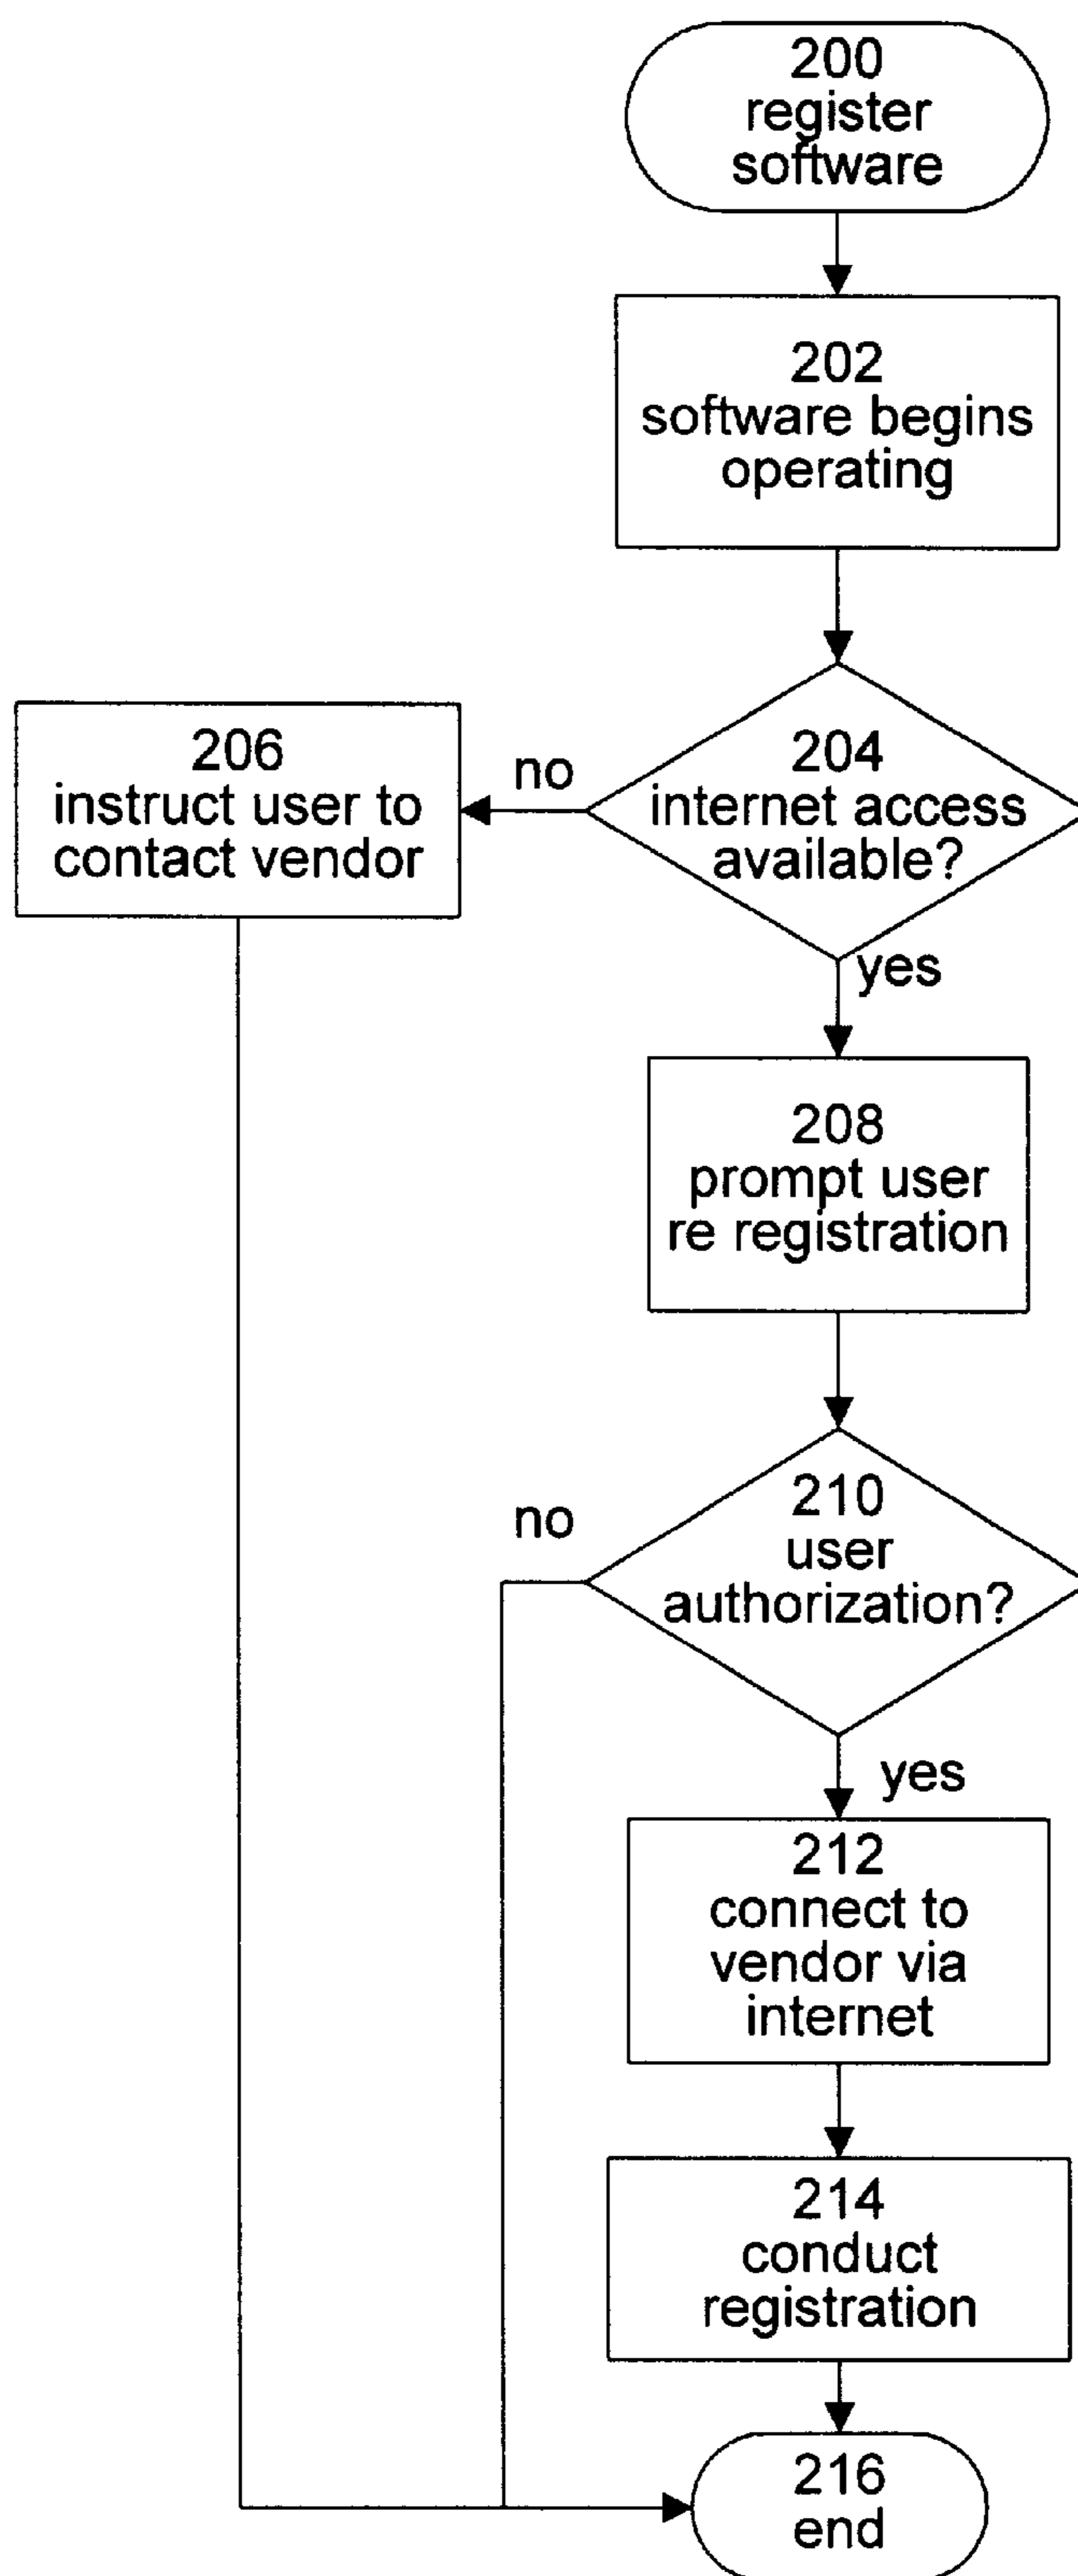 200
register
software
202
software begins
operating
206
instruct user to
contact vendor
no
204
internet access
available?
yes
208
prompt user
re registration
no
210
user
authorization?
yes
212
connect to
vendor via
internet
214
conduct
registration
216
end